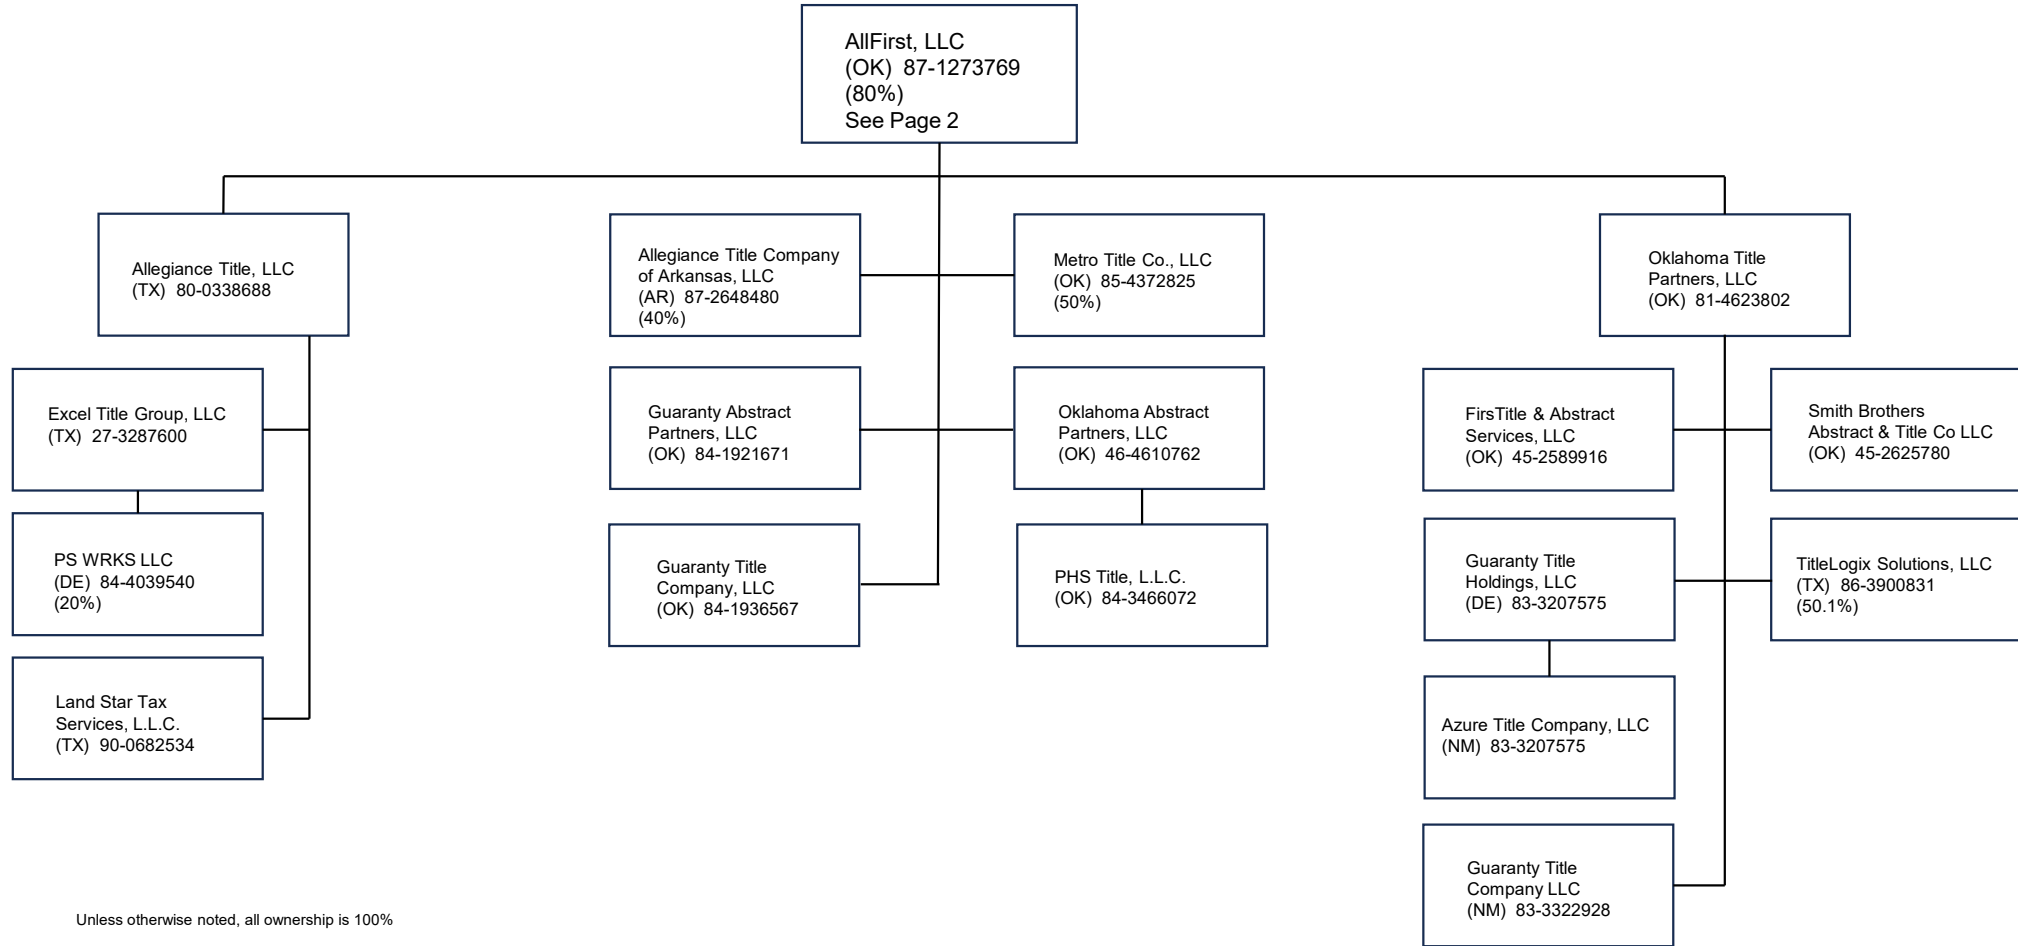 AllFirst, LLC
(OK) 87-1273769
(80%)
See Page 2
Allegiance Title, LLC
(TX) 80-0338688
Allegiance Title Company
of Arkansas, LLC
(AR) 87-2648480
(40%)
Metro Title Co., LLC
(OK) 85-4372825
(50%)
Oklahoma Title
Partners, LLC
(OK) 81-4623802
Excel Title Group, LLC
(TX) 27-3287600
Guaranty Abstract
Partners, LLC
(OK) 84-1921671
Oklahoma Abstract
Partners, LLC
(OK) 46-4610762
FirsTitle & Abstract
Services, LLC
(OK) 45-2589916
Smith Brothers
Abstract & Title Co LLC
(OK) 45-2625780
PS WRKS LLC
(DE) 84-4039540
(20%)
Guaranty Title
Company, LLC
(OK) 84-1936567
PHS Title, L.L.C.
(OK) 84-3466072
Guaranty Title
Holdings, LLC
(DE) 83-3207575
TitleLogix Solutions, LLC
(TX) 86-3900831
(50.1%)
Land Star Tax
Services, L.L.C.
(TX) 90-0682534
Azure Title Company, LLC
(NM) 83-3207575
Guaranty Title
Company LLC
(NM) 83-3322928
Unless otherwise noted, all ownership is 100%